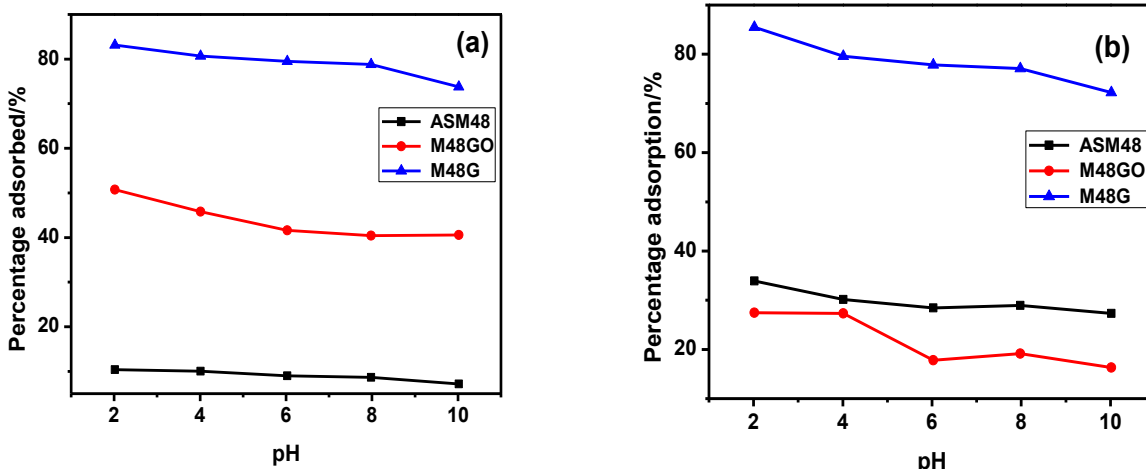 (a)
Percentage adsorbed/%
80
60
40
20
ASM48
M48GO
M48G
2 4 6 8 10
pH
(b)
Percentage adsorption/%
80
60
40
20
ASM48
M48GO
M48G
2 4 6 8 10
pH